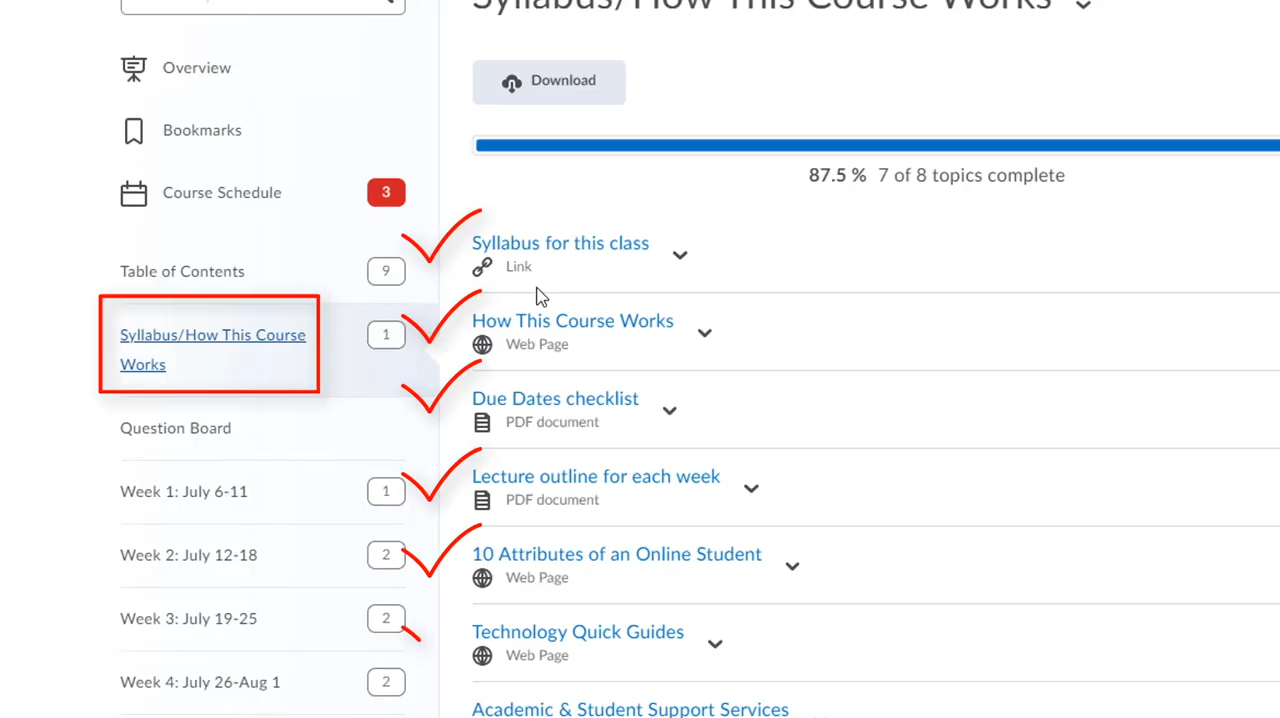 Syllabus/How This Course Works
Overview
Bookmarks
Course Schedule
3
Table of Contents
9
Syllabus/How This Course
Works
1
Question Board
Week 1: July 6-11
1
Week 2: July 12-18
2
Week 3: July 19-25
2
Week 4: July 26-Aug 1
2
Download
87.5 % 7 of 8 topics complete
Syllabus for this class
Link
How This Course Works
Web Page
Due Dates checklist
PDF document
Lecture outline for each week
PDF document
10 Attributes of an Online Student
Web Page
Technology Quick Guides
Web Page
Academic & Student Support Services